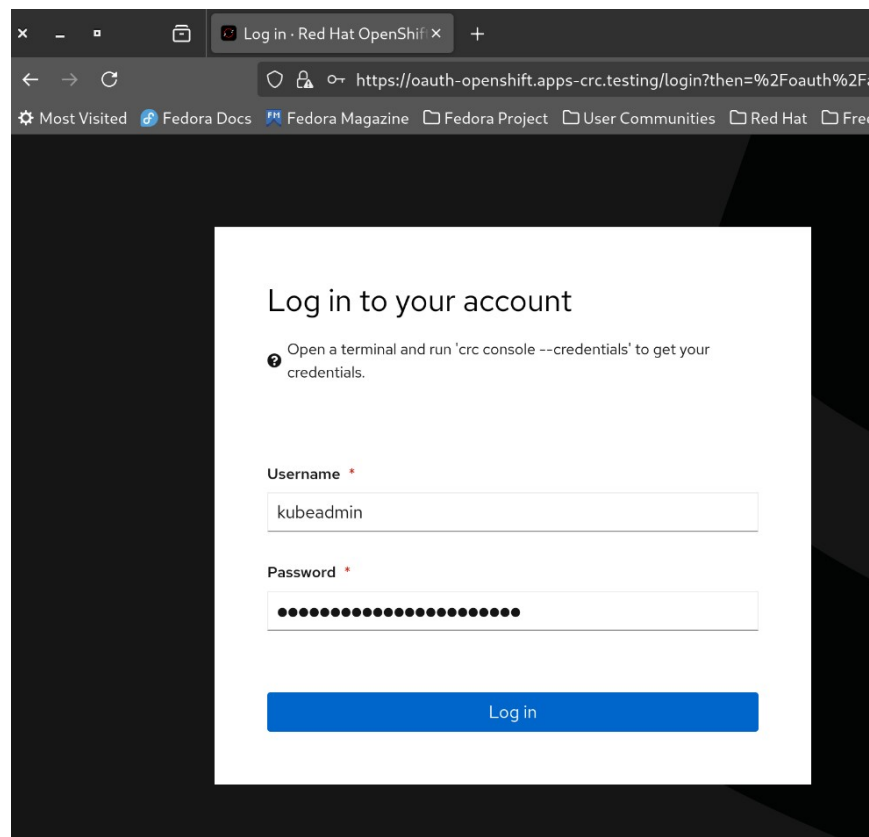 Log in · Red Hat OpenShif
https://oauth-openshift.apps-crc.testing/login?then=%2Foauth%2F
Most Visited Fedora Docs Fedora Magazine Fedora Project User Communities Red Hat Free
Log in to your account
Open a terminal and run 'crc console --credentials' to get your
credentials.
Username *
kubeadmin
Password *
●●●●●●●●●●●●●●●●●●●●●●●
Log in